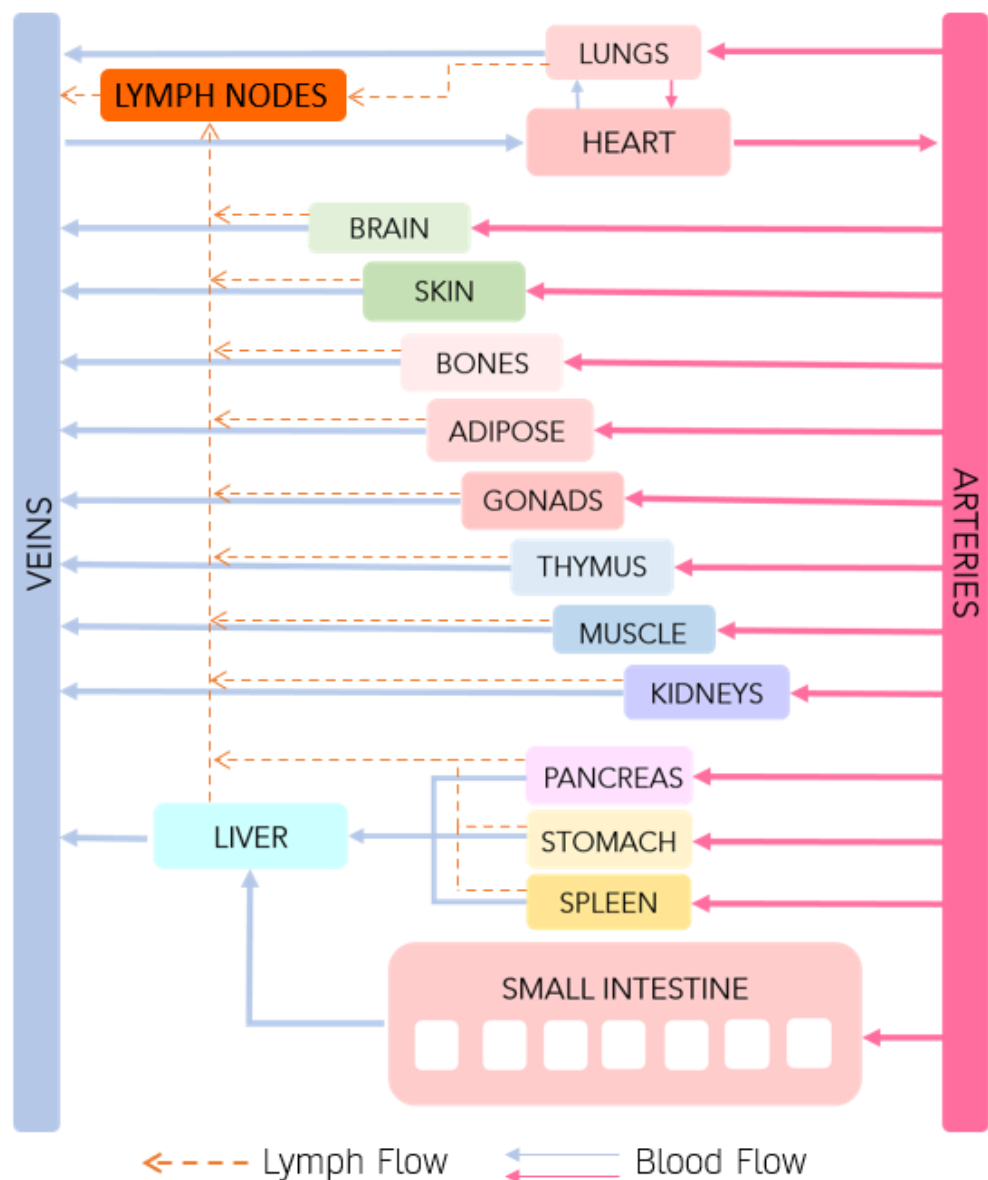 LUNGS
LYMPH NODES
HEART
BRAIN
SKIN
BONES
ADIPOSE
GONADS
THYMUS
MUSCLE
KIDNEYS
PANCREAS
LIVER
STOMACH
SPLEEN
SMALL INTESTINE
VEINS
ARTERIES
Lymph Flow
Blood Flow